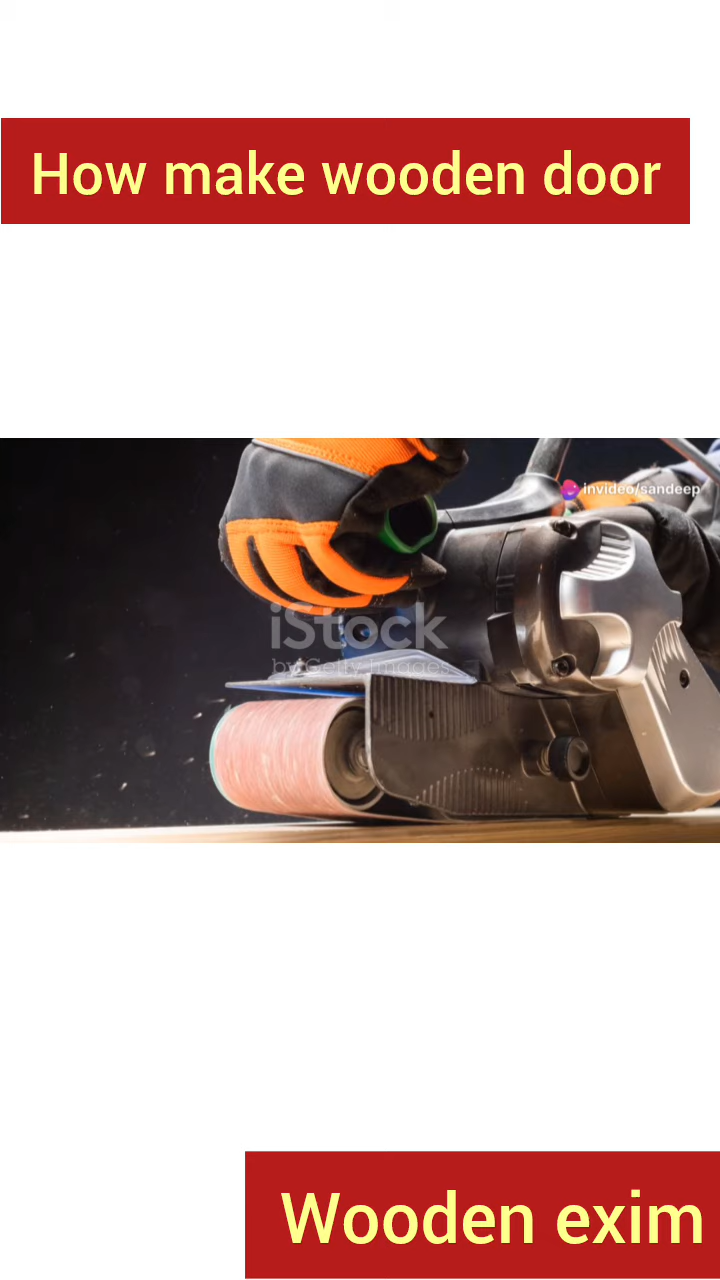 How make wooden door
invideo/sandeep
iStock
by Getty Images
Wooden exim